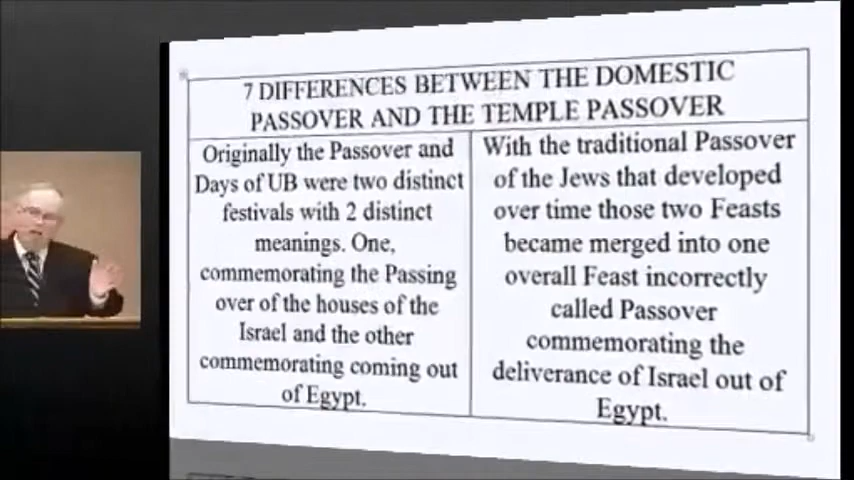 7 DIFFERENCES BETWEEN THE DOMESTIC
PASSOVER AND THE TEMPLE PASSOVER
Originally the Passover and
Days of UB were two distinct
festivals with 2 distinct
meanings. One,
commemorating the Passing
over of the houses of the
Israel and the other
commemorating coming out
of Egypt.
With the traditional Passover
of the Jews that developed
over time those two Feasts
became merged into one
overall Feast incorrectly
called Passover
commemorating the
deliverance of Israel out of
Egypt.